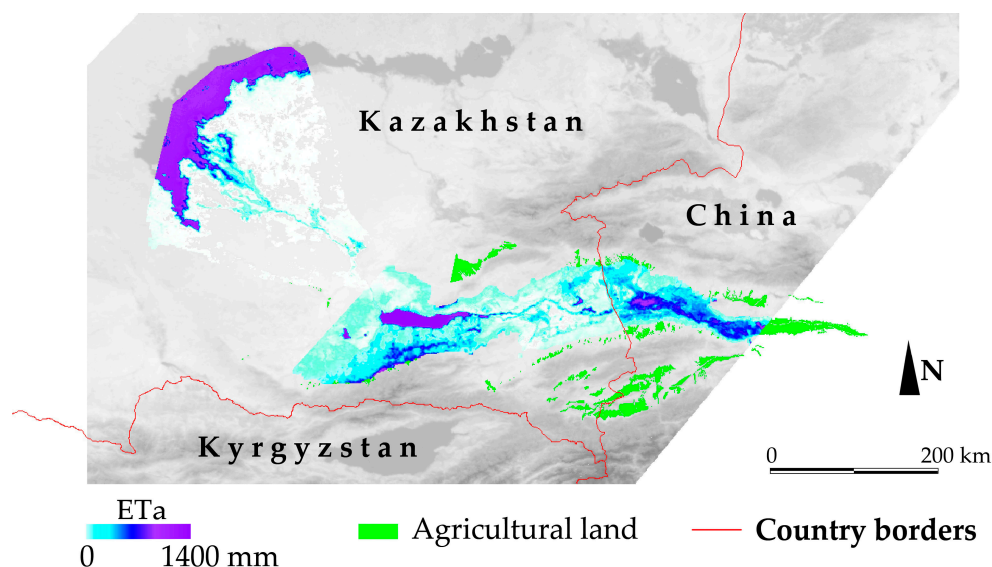 Kazakhstan
China
N
Kyrgyzstan
0 200 km
ETa
0 1400 mm
Agricultural land
Country borders